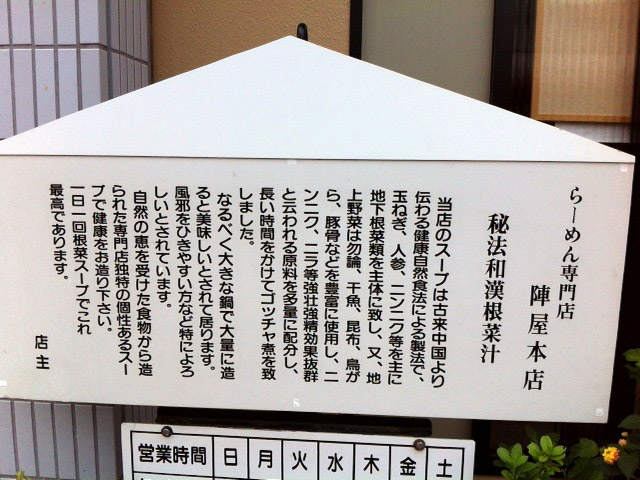 らーめん専門店
陣屋本店
秘法和漢根菜汁
当店のスープは古来中国より
伝わる健康自然食法による製法で、
玉ねぎ、人参、ニンニク等を主に
地下根菜類を主体に致し、又、地
上野菜は勿論、干魚、昆布、鳥が
ら、豚骨などを豊富に使用し、ニ
ンニク、ニラ等強壮強精効果抜群
と云われる原料を多量に配分し、
長い時間をかけてゴッチャ煮を致
しました。
なるべく大きな鍋で大量に造
ると美味しいとされて居ります。
風邪をひきやすい方など特によろ
しいとされています。
自然の恵を受けた食物から造
られた専門店独特の個性あるスー
プで健康をお造り下さい。
一日一回根菜スープでこれ
最高であります。
店主
営業時間 日 月 火 水 木 金 土